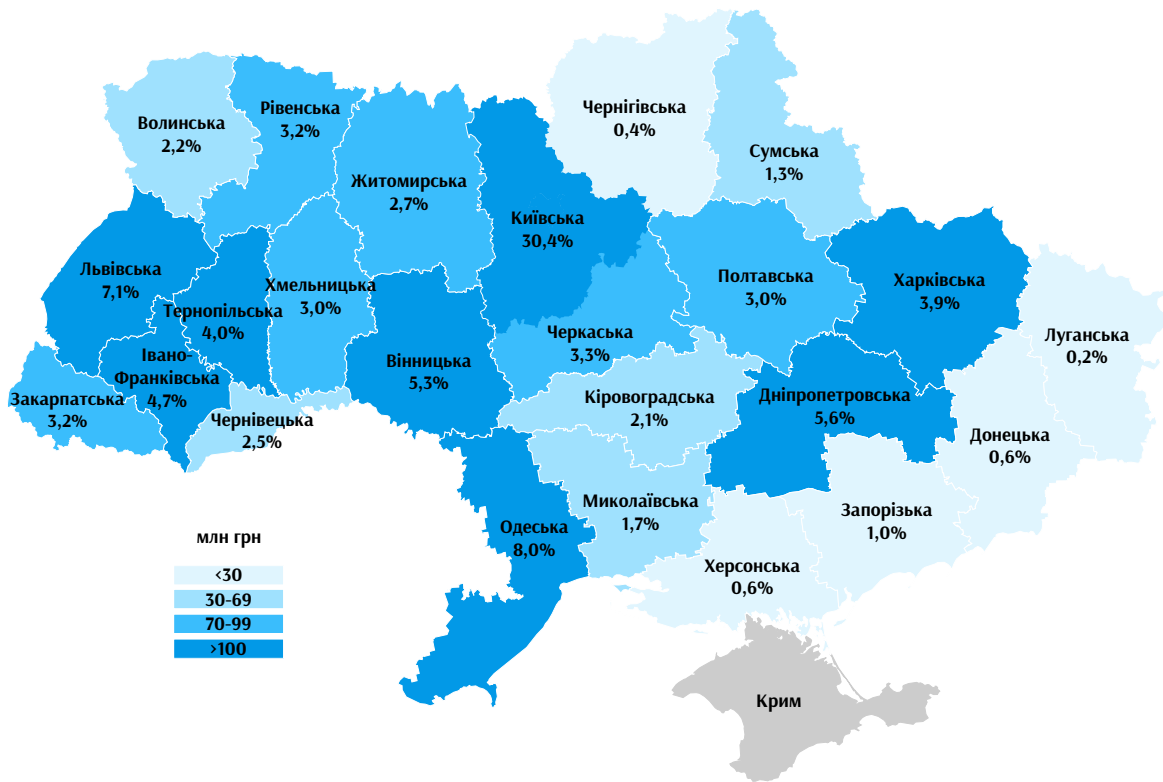 Чернігівська
0,4%
Рівенська
3,2%
Волинська
2,2%
Сумська
1,3%
Житомирська
2,7%
Київська
30,4%
Львівська
7,1%
Тернопільська
4,0%
Хмельницька
3,0%
Полтавська
3,0%
Харківська
3,9%
Черкаська
3,3%
Луганська
0,2%
Івано-
Франківська
4,7%
Вінницька
5,3%
Закарпатська
3,2%
Чернівецька
2,5%
Кіровоградська
2,1%
Дніпропетровська
5,6%
Донецька
0,6%
Миколаївська
1,7%
Запорізька
1,0%
Одеська
8,0%
Херсонська
0,6%
млн грн
<30
30-69
70-99
>100
Крим